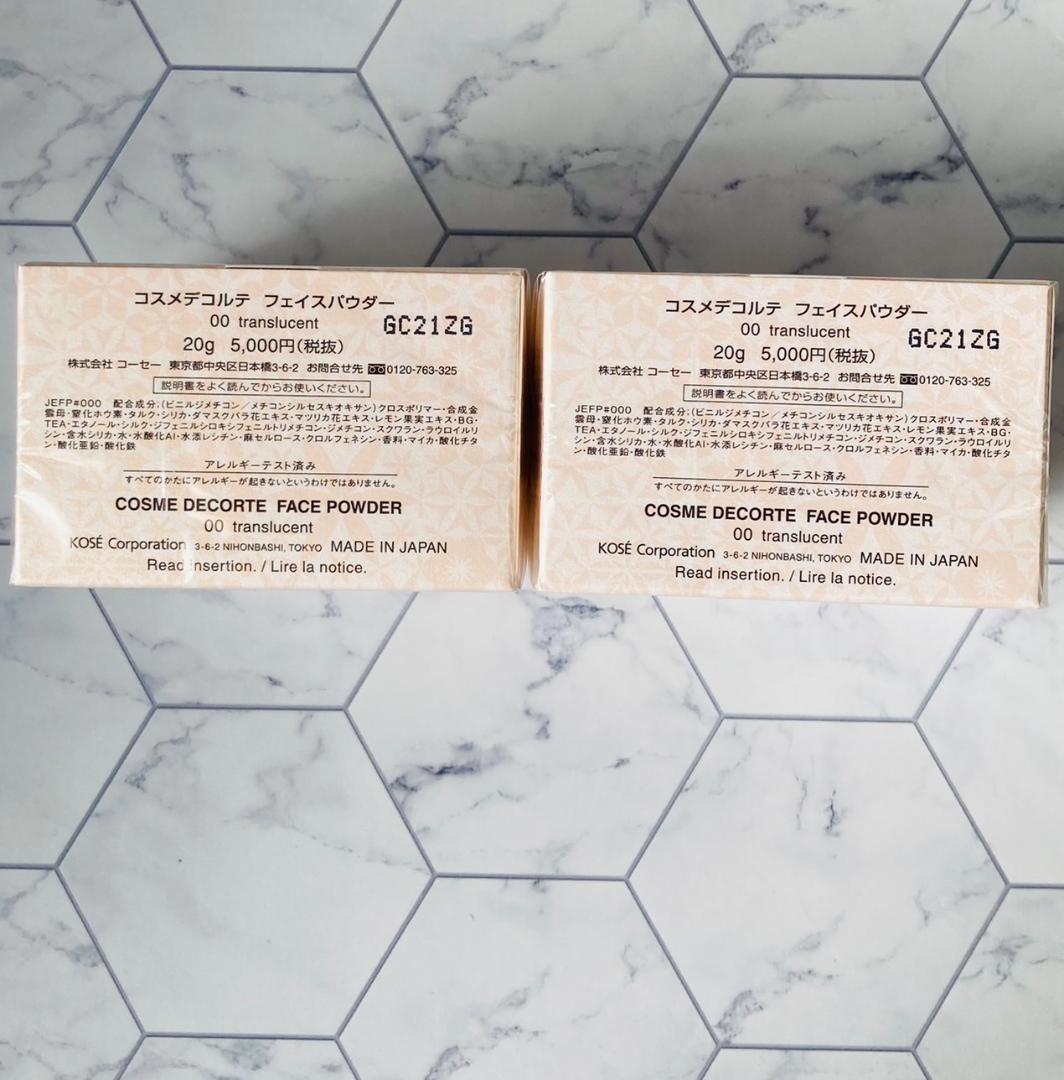 コスメデコルテ フェイスパウダー
00 translucent
GC21ZG
20g 5,000円(税抜)
株式会社 コーセー 東京都中央区日本橋3-6-2 お問合せ先 0120-763-325
説明書をよく読んでからお使いください。
JEFP#000 配合成分:(ビニルジメチコン/メチコンシルセスキオキサン)クロスポリマー・合成金
雲母・窒化ホウ素・タルク・シリカ・ダマスクバラ花エキス・マツリカ花エキス・レモン果実エキス・BG・
TEA・エタノール・シルク・ジフェニルシロキシフェニルトリメチコン・ジメチコン・スクワラン・ラウロイルリ
シン・含水シリカ・水・水酸化Al・水添レシチン・麻セルロース・クロルフェネシン・香料・マイカ・酸化チタ
ン・酸化亜鉛・酸化鉄
アレルギーテスト済み
すべてのかたにアレルギーが起きないというわけではありません。
COSME DECORTE FACE POWDER
00 translucent
KOSÉ Corporation 3-6-2 NIHONBASHI, TOKYO MADE IN JAPAN
Read insertion. / Lire la notice.
コスメデコルテ フェイスパウダー
00 translucent
GC21ZG
20g 5,000円(税抜)
株式会社 コーセー 東京都中央区日本橋3-6-2 お問合せ先 0120-763-325
説明書をよく読んでからお使いください。
JEFP#000 配合成分:(ビニルジメチコン/メチコンシルセスキオキサン)クロスポリマー・合成金
雲母・窒化ホウ素・タルク・シリカ・ダマスクバラ花エキス・マツリカ花エキス・レモン果実エキス・BG・
TEA・エタノール・シルク・ジフェニルシロキシフェニルトリメチコン・ジメチコン・スクワラン・ラウロイルリ
シン・含水シリカ・水・水酸化Al・水添レシチン・麻セルロース・クロルフェネシン・香料・マイカ・酸化チタ
ン・酸化亜鉛・酸化鉄
アレルギーテスト済み
すべてのかたにアレルギーが起きないというわけではありません。
COSME DECORTE FACE POWDER
00 translucent
KOSÉ Corporation 3-6-2 NIHONBASHI, TOKYO MADE IN JAPAN
Read insertion. / Lire la notice.